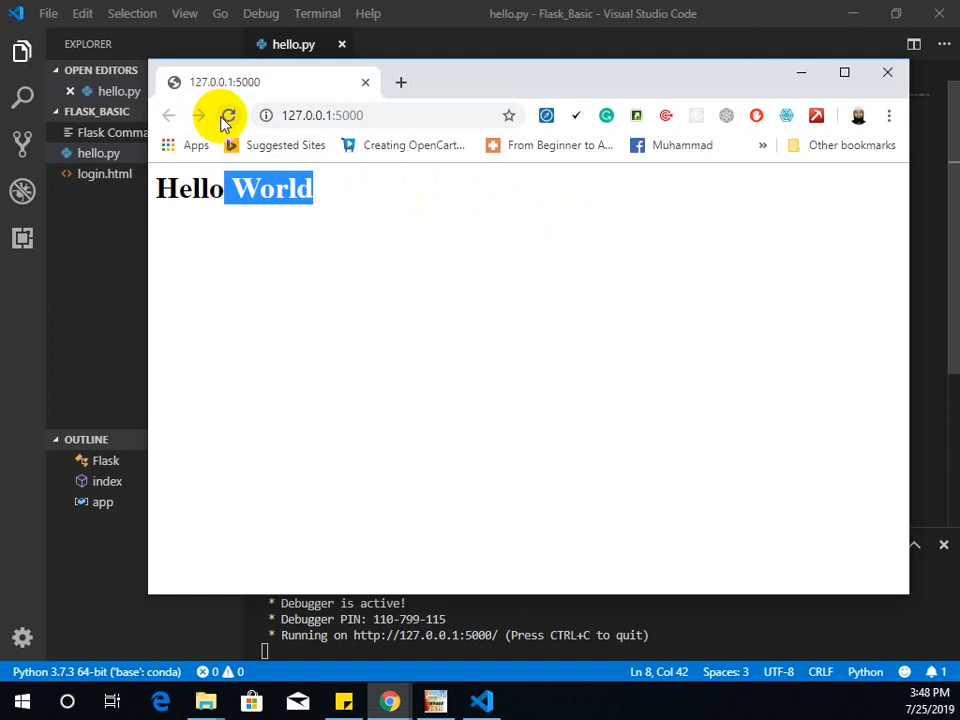 File Edit Selection View Go Debug Terminal Help hello.py - Flask_Basic - Visual Studio Code
EXPLORER
hello.py
OPEN EDITORS
hello.py
FLASK_BASIC
Flask Comma
hello.py
login.html
OUTLINE
Flask
index
app
127.0.0.1:5000
127.0.0.1:5000
Apps Suggested Sites Creating OpenCart... From Beginner to A... Muhammad » Other bookmarks
Hello World
* Debugger is active!
* Debugger PIN: 110-799-115
* Running on http://127.0.0.1:5000/ (Press CTRL+C to quit)
Python 3.7.3 64-bit ('base': conda) 0 0 Ln 8, Col 42 Spaces: 3 UTF-8 CRLF Python 1
3:48 PM
7/25/2019